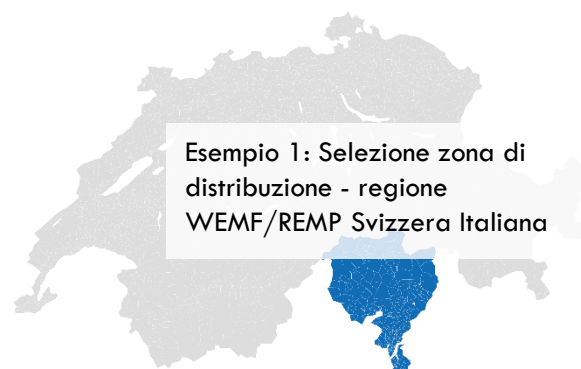 Esempio 1: Selezione zona di
distribuzione - regione
WEMF/REMP Svizzera Italiana